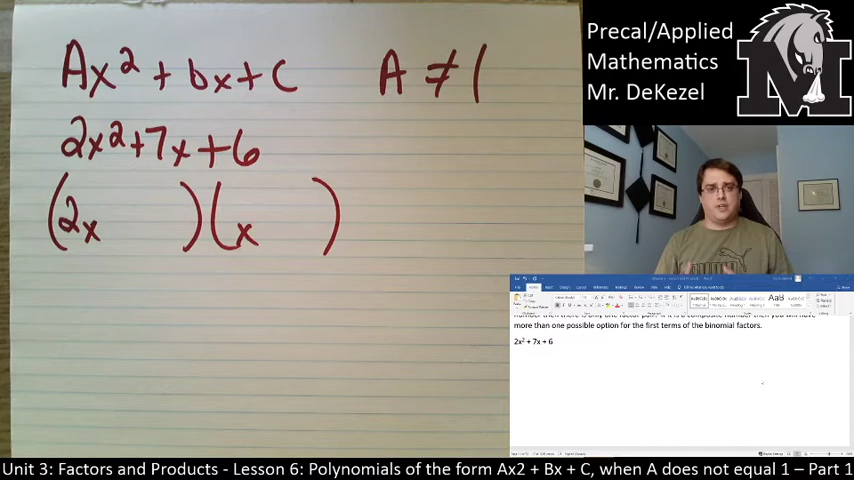 Ax² + bx + C A ≠ 1
2x² + 7x + 6
(2x )(x )
Precal/Applied
Mathematics
Mr. DeKezel
M
more than one possible option for the first terms of the binomial factors.
2x² + 7x + 6
Unit 3: Factors and Products - Lesson 6: Polynomials of the form Ax2 + Bx + C, when A does not equal 1 – Part 1